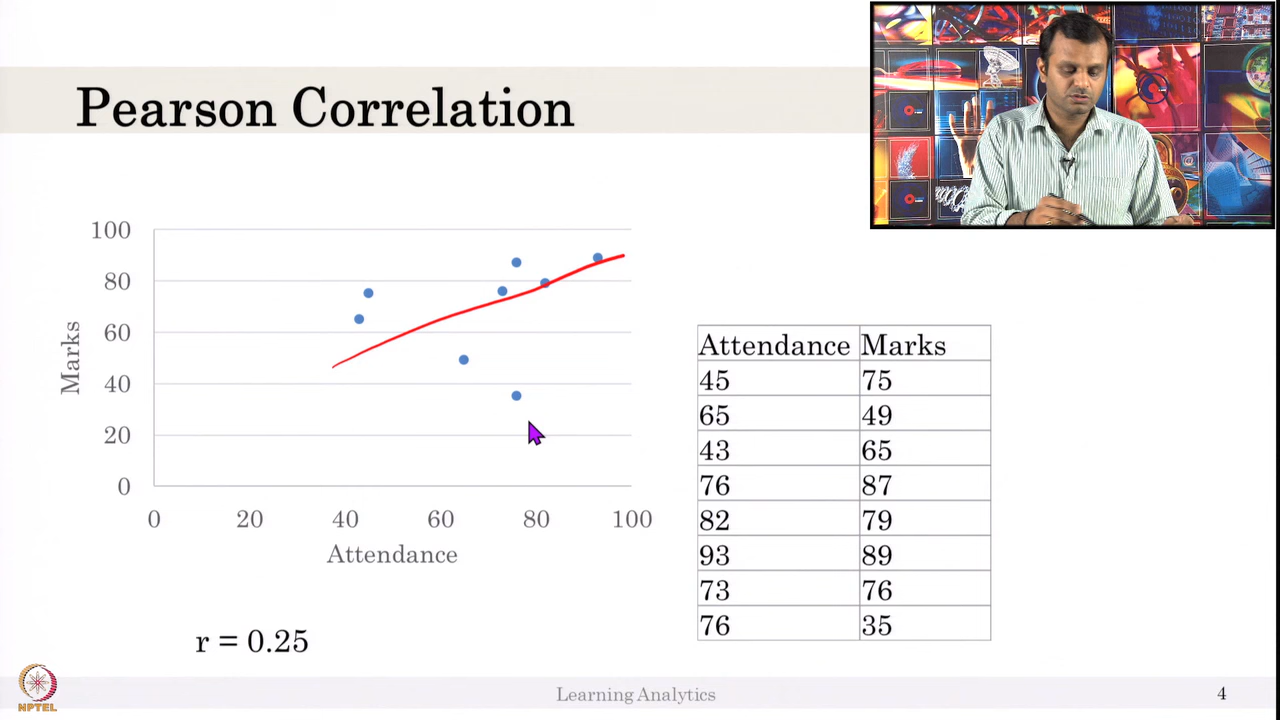 Pearson Correlation
100
80
60
40
20
0
Marks
0 20 40 60 80 100
Attendance
Attendance Marks
45 75
65 49
43 65
76 87
82 79
93 89
73 76
76 35
r = 0.25
NPTEL
Learning Analytics
4